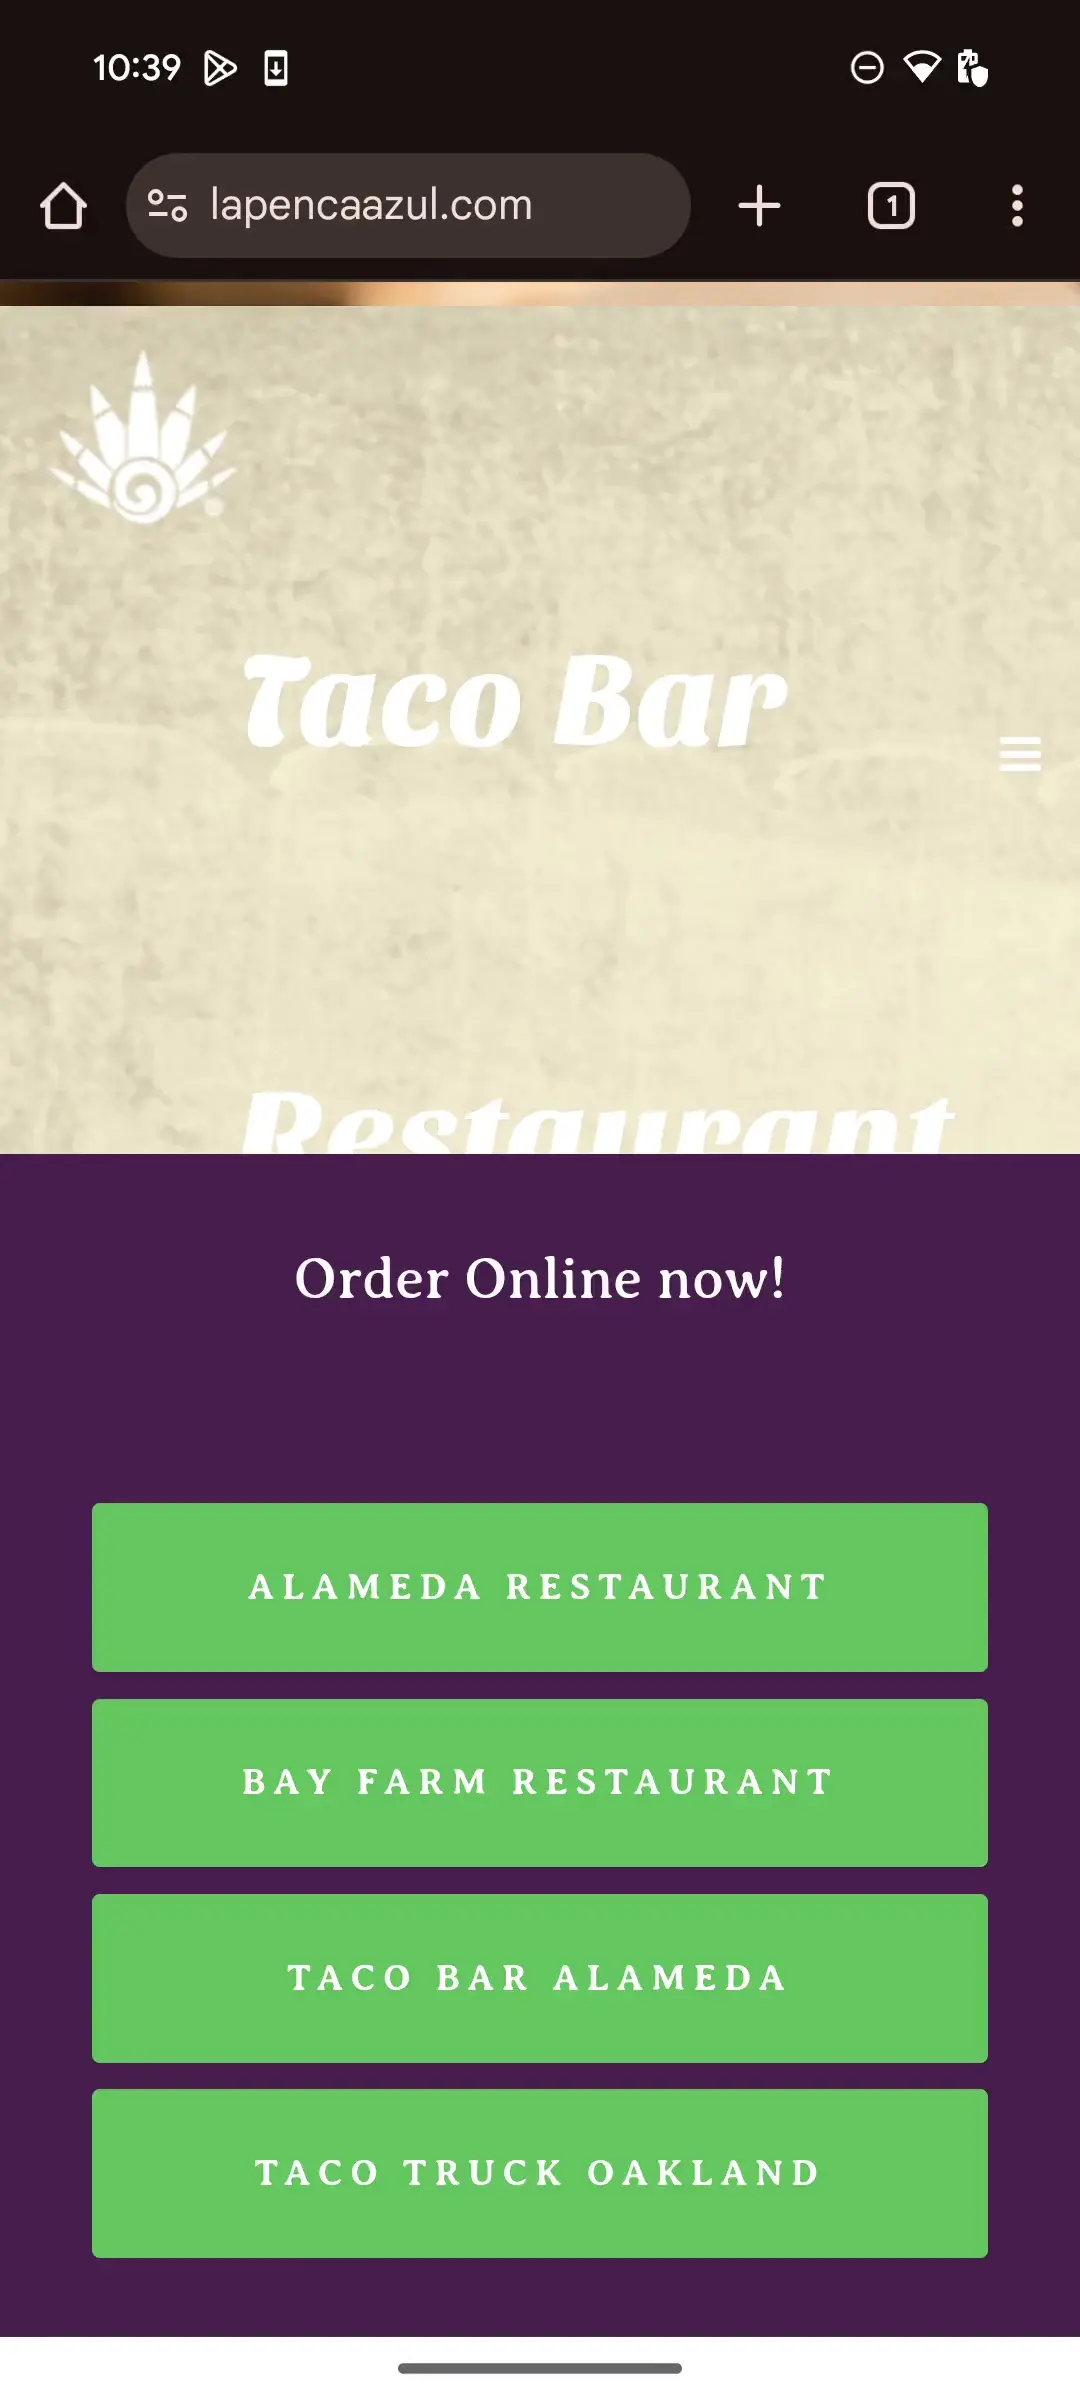 10:39
lapencaazul.com
1
Taco Bar
Restaurant
Order Online now!
ALAMEDA RESTAURANT
BAY FARM RESTAURANT
TACO BAR ALAMEDA
TACO TRUCK OAKLAND